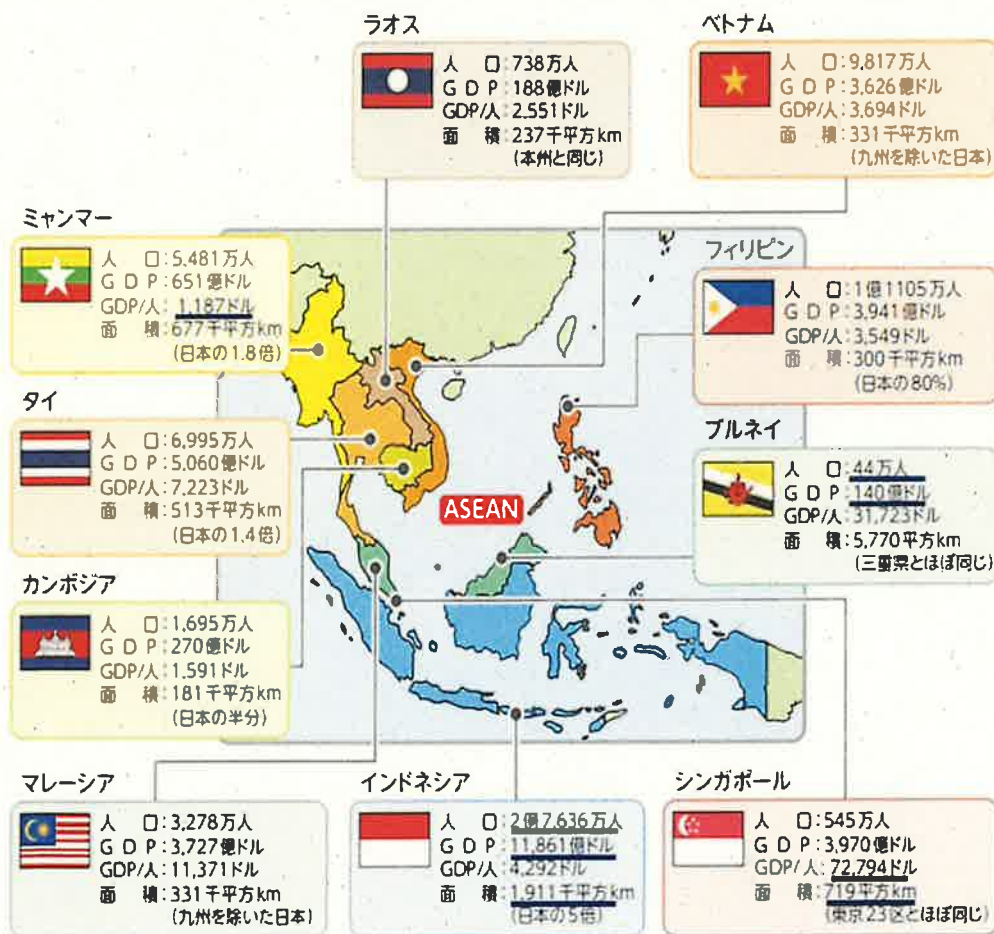 ラオス
人 口:738万人
G D P:188億ドル
GDP/人:2,551ドル
面 積:237千平方km
(本州と同じ)
ベトナム
人 口:9,817万人
G D P:3,626億ドル
GDP/人:3,694ドル
面 積:331千平方km
(九州を除いた日本)
ミャンマー
人 口:5,481万人
G D P:651億ドル
GDP/人:1,187ドル
面 積:677千平方km
(日本の1.8倍)
フィリピン
人 口:1億1105万人
G D P:3,941億ドル
GDP/人:3,549ドル
面 積:300千平方km
(日本の80%)
タイ
人 口:6,995万人
G D P:5,060億ドル
GDP/人:7,223ドル
面 積:513千平方km
(日本の1.4倍)
ブルネイ
人 口:44万人
G D P:140億ドル
GDP/人:31,723ドル
面 積:5,770平方km
(三重県とほぼ同じ)
ASEAN
カンボジア
人 口:1,695万人
G D P:270億ドル
GDP/人:1,591ドル
面 積:181千平方km
(日本の半分)
マレーシア
人 口:3,278万人
G D P:3,727億ドル
GDP/人:11,371ドル
面 積:331千平方km
(九州を除いた日本)
インドネシア
人 口:2億7,636万人
G D P:11,861億ドル
GDP/人:4,292ドル
面 積:1,911千平方km
(日本の5倍)
シンガポール
人 口:545万人
G D P:3,970億ドル
GDP/人:72,794ドル
面 積:719平方km
(東京23区とほぼ同じ)